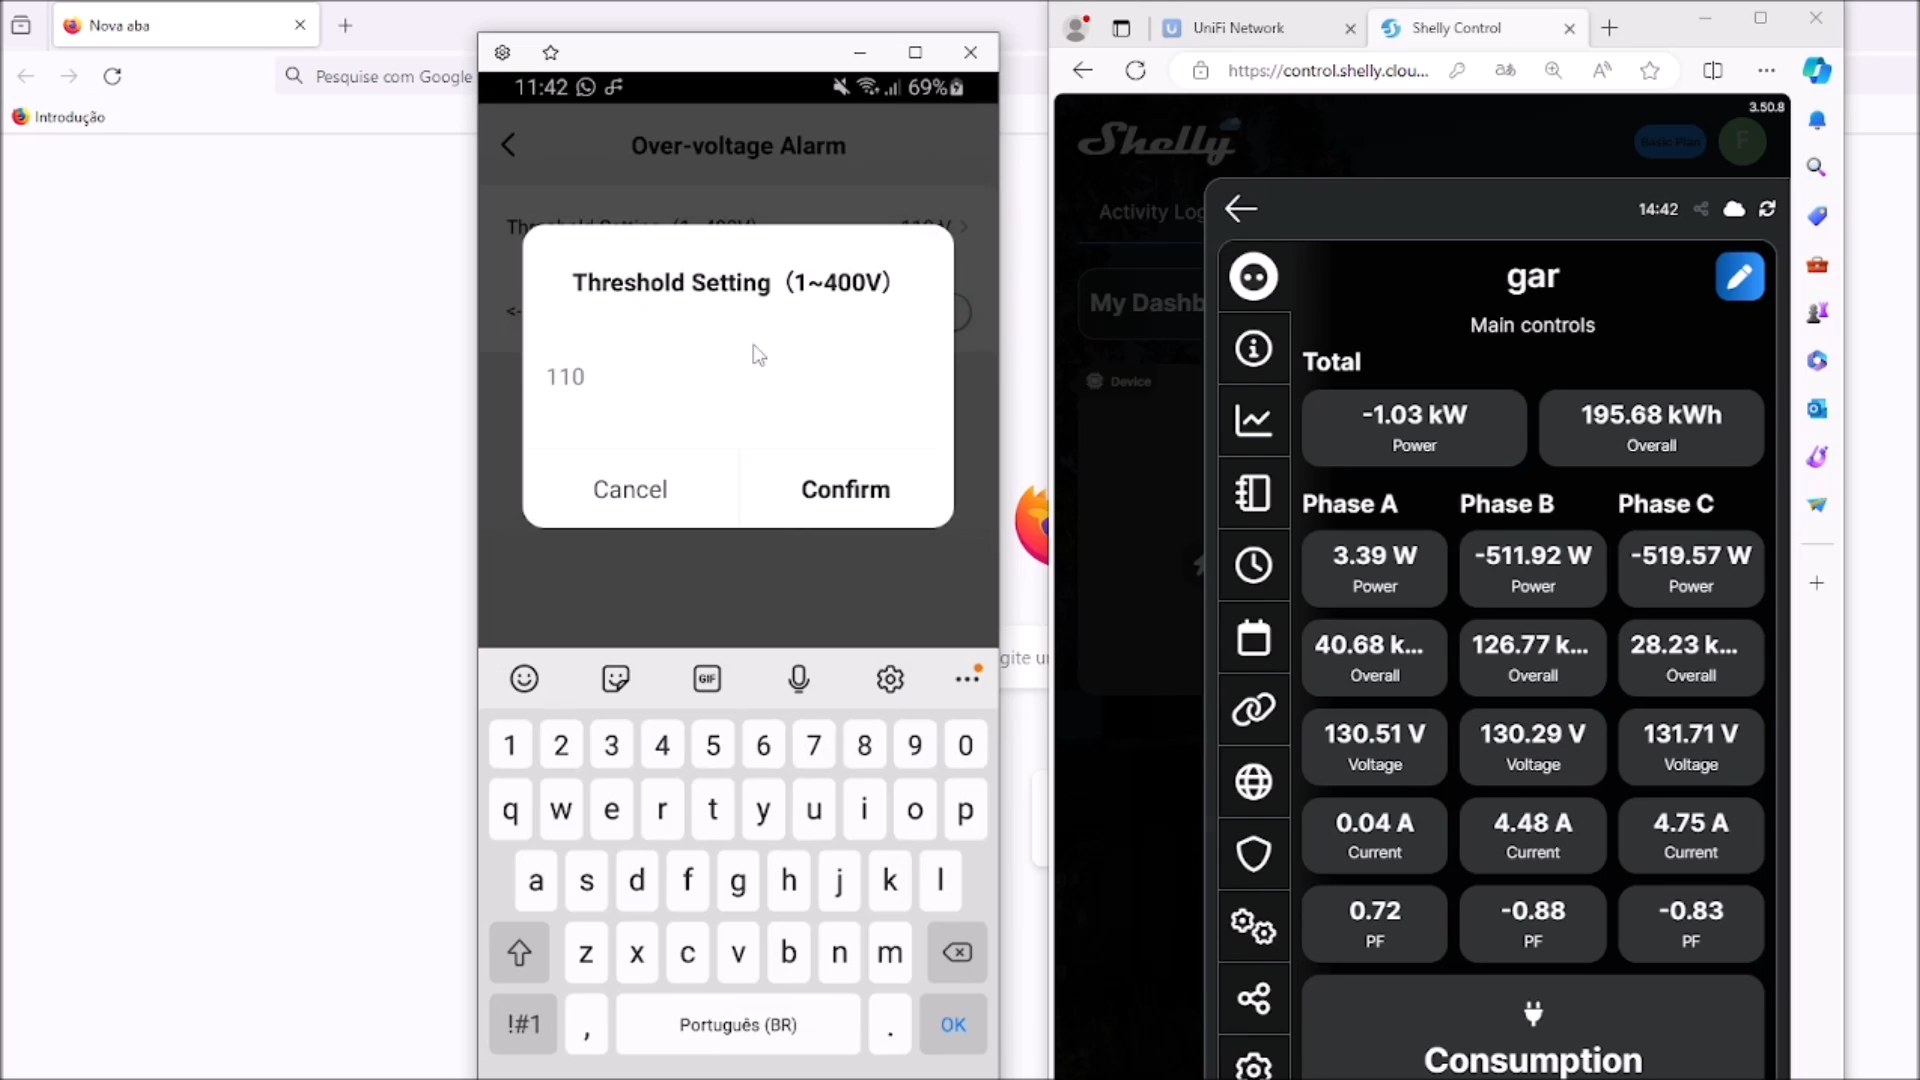 Nova aba
Pesquise com Google
Introdução
11:42
69%
Over-voltage Alarm
Threshold Setting（1~400V）
110
Cancel
Confirm
GIF
1 2 3 4 5 6 7 8 9 0
q w e r t y u i o p
a s d f g h j k l
z x c v b n m
!#1 , Português (BR) . OK
UniFi Network
Shelly Control
https://control.shelly.clou...
3.50.8
Shelly
Basic Plan
F
Activity Log
My Dashb
Device
14:42
gar
Main controls
Total
-1.03 kW
Power
195.68 kWh
Overall
Phase A Phase B Phase C
3.39 W -511.92 W -519.57 W
Power Power Power
40.68 k... 126.77 k... 28.23 k...
Overall Overall Overall
130.51 V 130.29 V 131.71 V
Voltage Voltage Voltage
0.04 A 4.48 A 4.75 A
Current Current Current
0.72 -0.88 -0.83
PF PF PF
Consumption